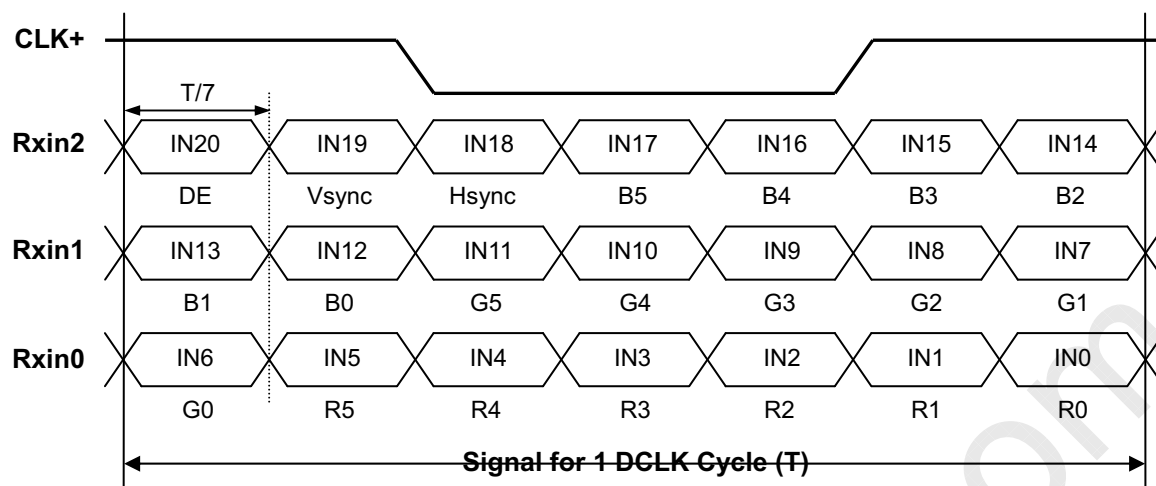 CLK+
T/7
Rxin2 IN20 IN19 IN18 IN17 IN16 IN15 IN14
DE Vsync Hsync B5 B4 B3 B2
Rxin1 IN13 IN12 IN11 IN10 IN9 IN8 IN7
B1 B0 G5 G4 G3 G2 G1
Rxin0 IN6 IN5 IN4 IN3 IN2 IN1 IN0
G0 R5 R4 R3 R2 R1 R0
Signal for 1 DCLK Cycle (T)
om